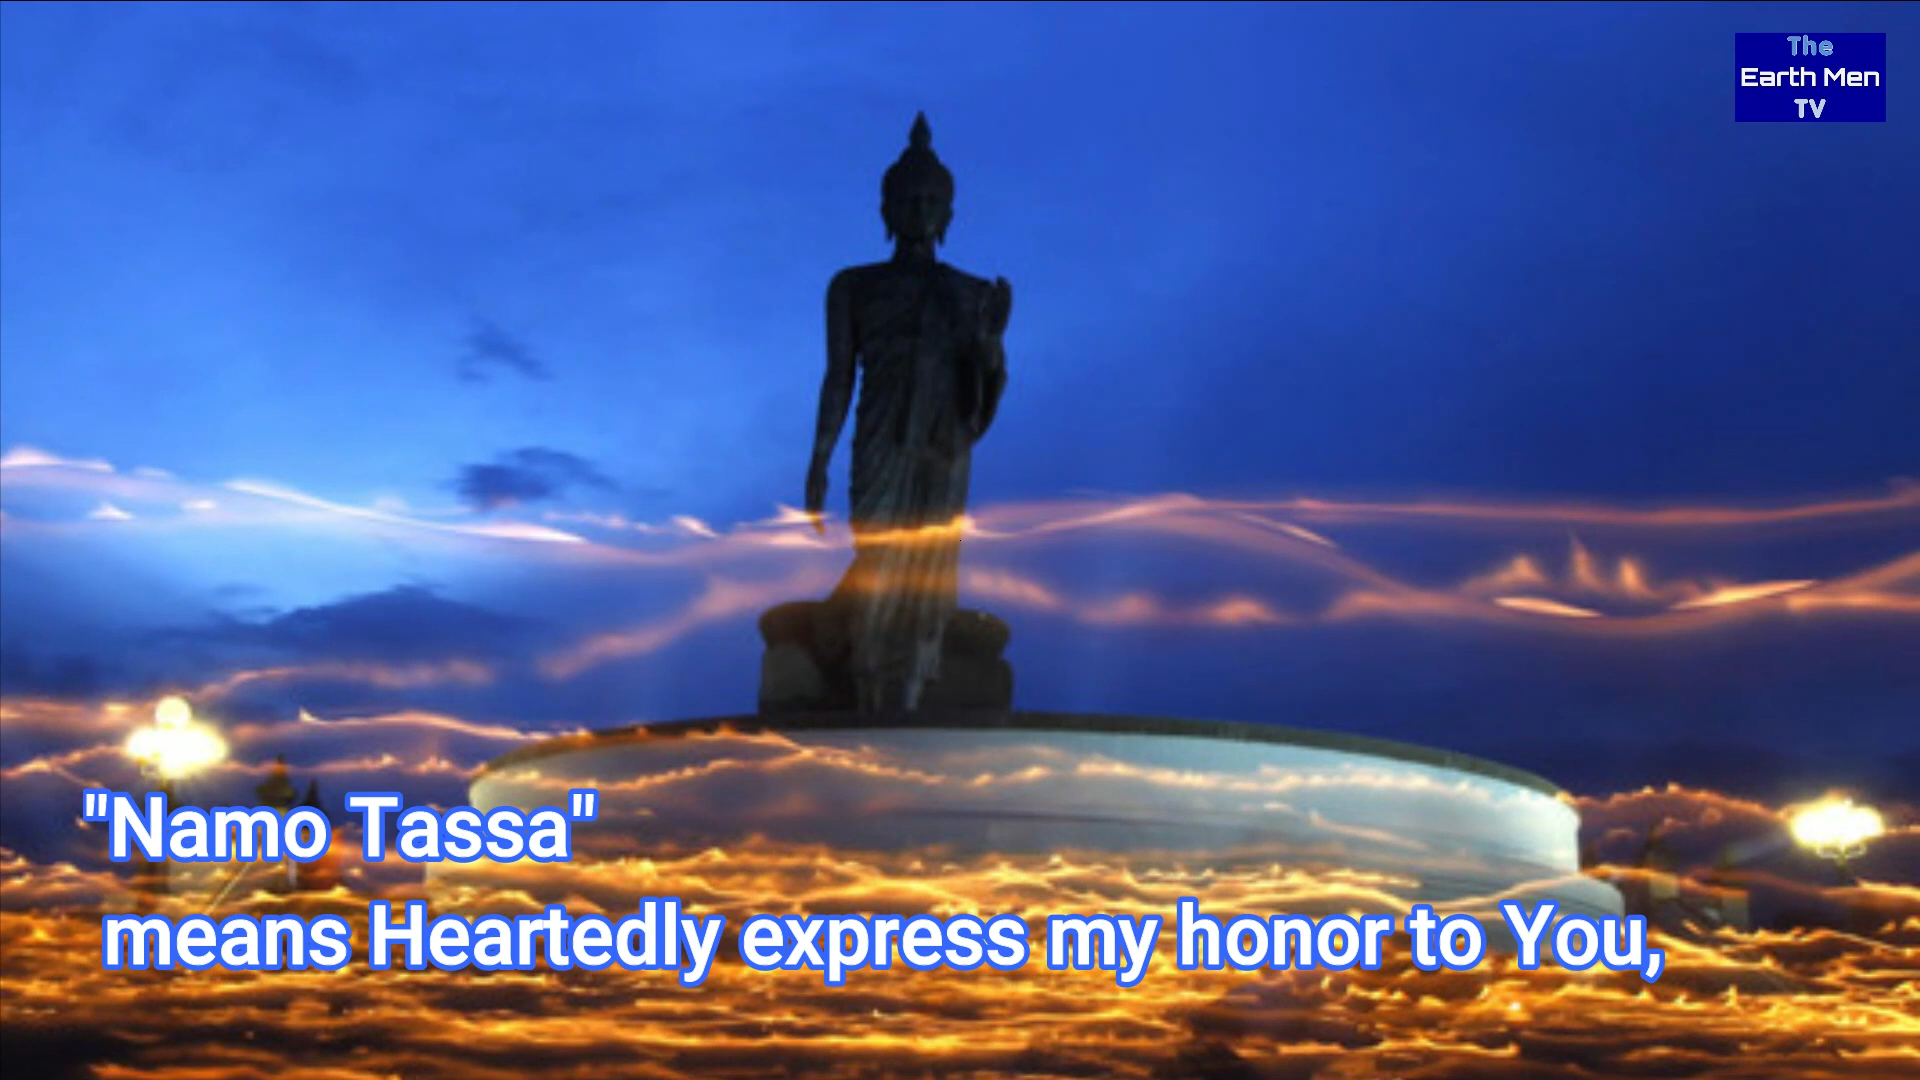 The
Earth Men
TV
"Namo Tassa"
means Heartedly express my honor to You,